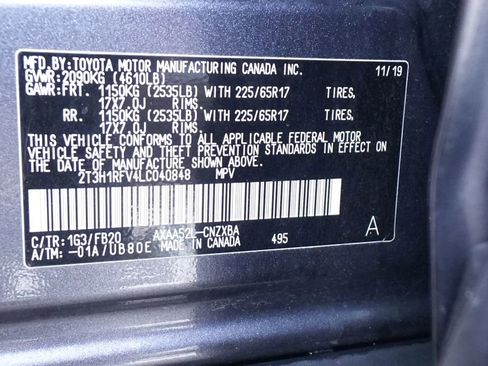 MFD.BY:TOYOTA MOTOR MANUFACTURING CANADA INC.
GVWR:2090KG (4610LB) 11/19
GAWR:FRT. 1150KG (2535LB) WITH 225/65R17 TIRES,
17X7.0J RIMS.
RR. 1150KG (2535LB) WITH 225/65R17 TIRES,
17X7.0J RIMS.
THIS VEHICLE CONFORMS TO ALL APPLICABLE FEDERAL MOTOR
VEHICLE SAFETY AND THEFT PREVENTION STANDARDS IN EFFECT ON
THE DATE OF MANUFACTURE SHOWN ABOVE.
2T3H1RFV4LC040848 MPV
C/TR:1G3/FB20 AXAA52L-CNZXBA A
A/TM:-01A/UB80E MADE IN CANADA 495